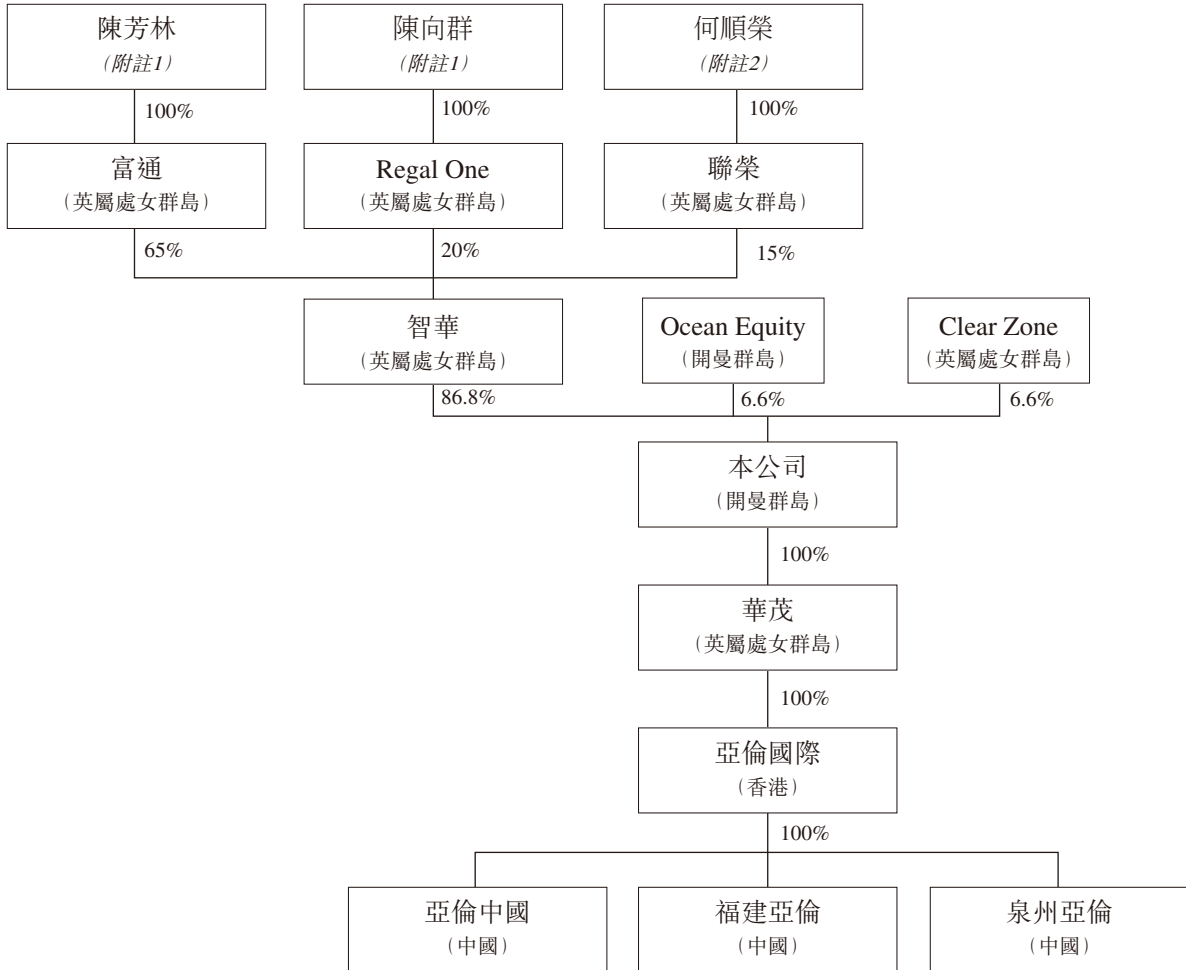 陳芳林
（附註1）
陳向群
（附註1）
何順榮
（附註2）
100%
100%
100%
富通
（英屬處女群島）
Regal One
（英屬處女群島）
聯榮
（英屬處女群島）
65%
20%
15%
智華
（英屬處女群島）
Ocean Equity
（開曼群島）
Clear Zone
（英屬處女群島）
86.8%
6.6%
6.6%
本公司
（開曼群島）
100%
華茂
（英屬處女群島）
100%
亞倫國際
（香港）
100%
亞倫中國
（中國）
福建亞倫
（中國）
泉州亞倫
（中國）